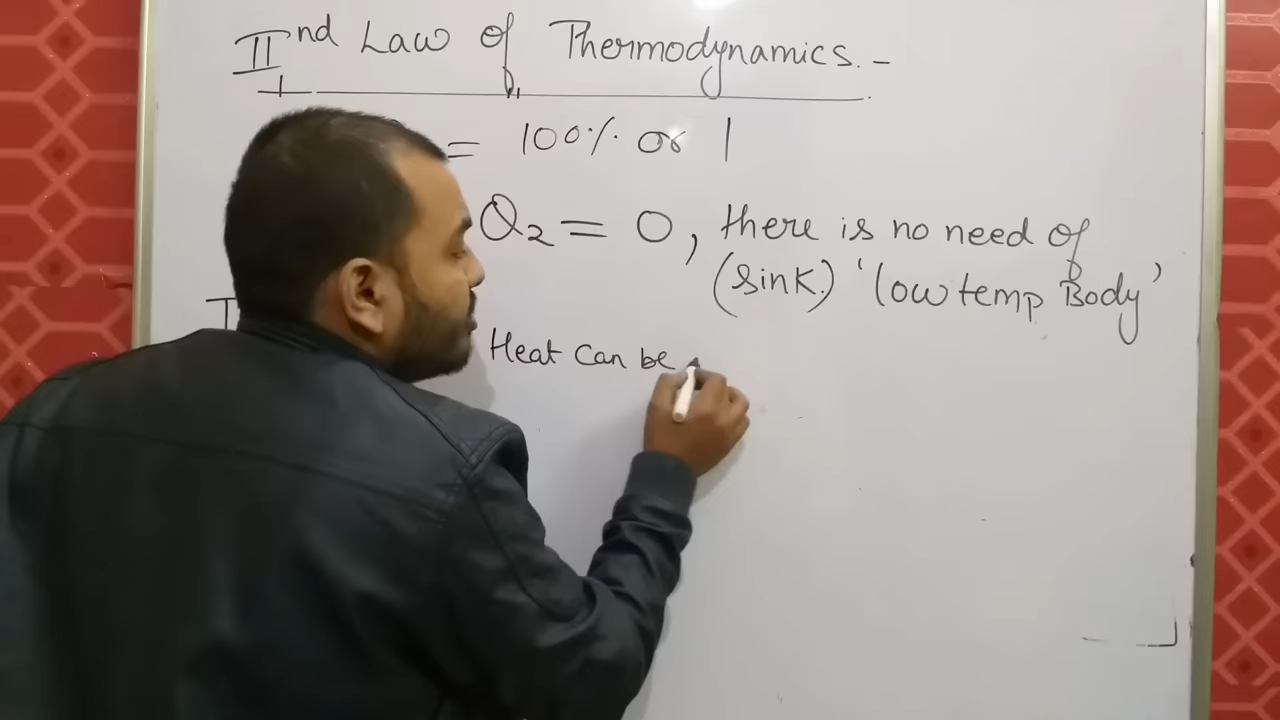 IInd Law of Thermodynamics. -
= 100% or 1
Q2 = 0, there is no need of
(Sink.) 'low temp Body'
Heat Can be